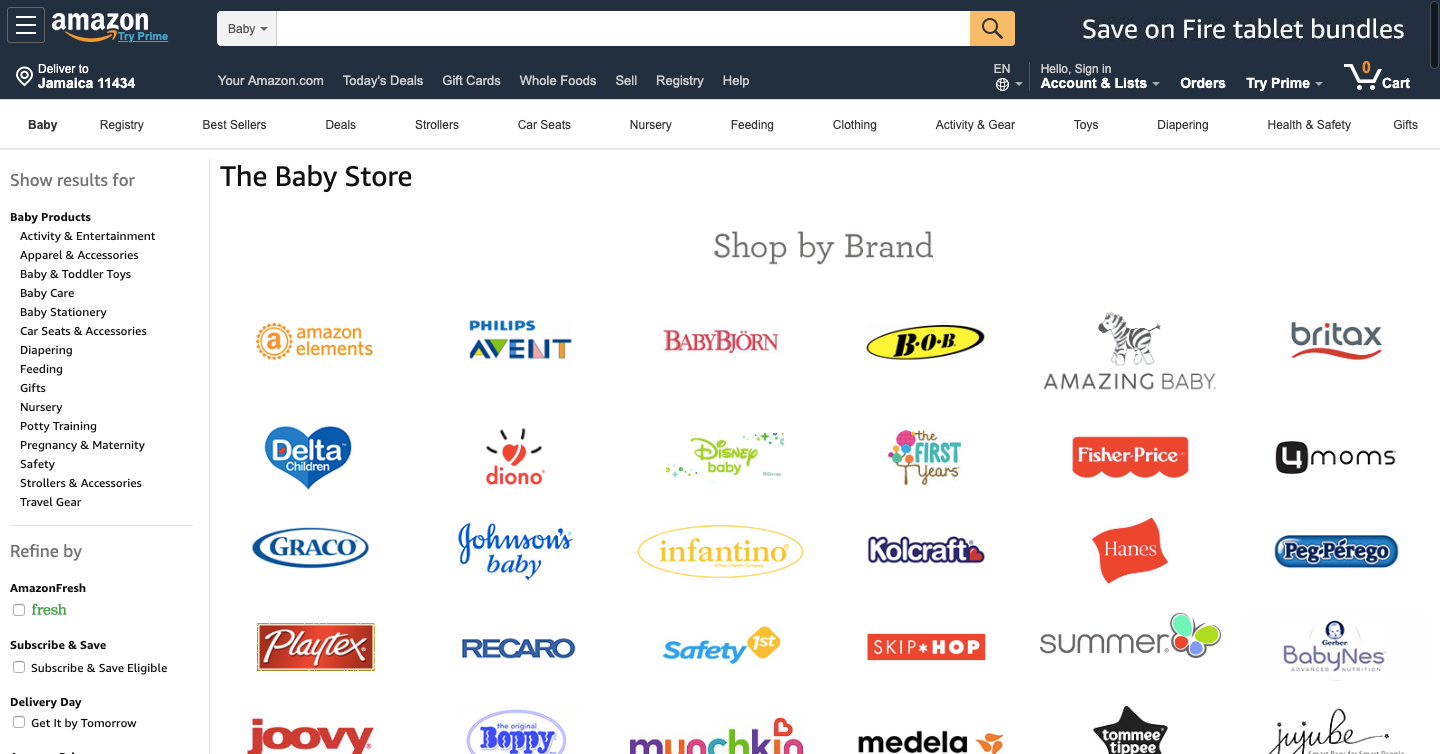 amazon
Try Prime
Baby
Save on Fire tablet bundles
Deliver to
Jamaica 11434
Your Amazon.com Today's Deals Gift Cards Whole Foods Sell Registry Help
EN
Hello, Sign in
Account & Lists Orders Try Prime 0 Cart
Baby Registry Best Sellers Deals Strollers Car Seats Nursery Feeding Clothing Activity & Gear Toys Diapering Health & Safety Gifts
Show results for
Baby Products
Activity & Entertainment
Apparel & Accessories
Baby & Toddler Toys
Baby Care
Baby Stationery
Car Seats & Accessories
Diapering
Feeding
Gifts
Nursery
Potty Training
Pregnancy & Maternity
Safety
Strollers & Accessories
Travel Gear
Refine by
AmazonFresh
fresh
Subscribe & Save
Subscribe & Save Eligible
Delivery Day
Get It by Tomorrow
The Baby Store
Shop by Brand
a amazon
elements
PHILIPS
AVENT
BABYBJÖRN
B·O·B
AMAZING BABY
britax
Delta
Children
diono
Disney
baby
the
FIRST
Years
Fisher-Price
4moms
GRACO
Johnson's
baby
infantino
Kolcraft
Hanes
Peg-Pérego
Playtex
RECARO
Safety 1st
SKIP*HOP
summer
Gerber
BabyNes
ADVANCED NUTRITION
joovy
the original
Boppy
munchkin
medela
tommee
tippee
jujube